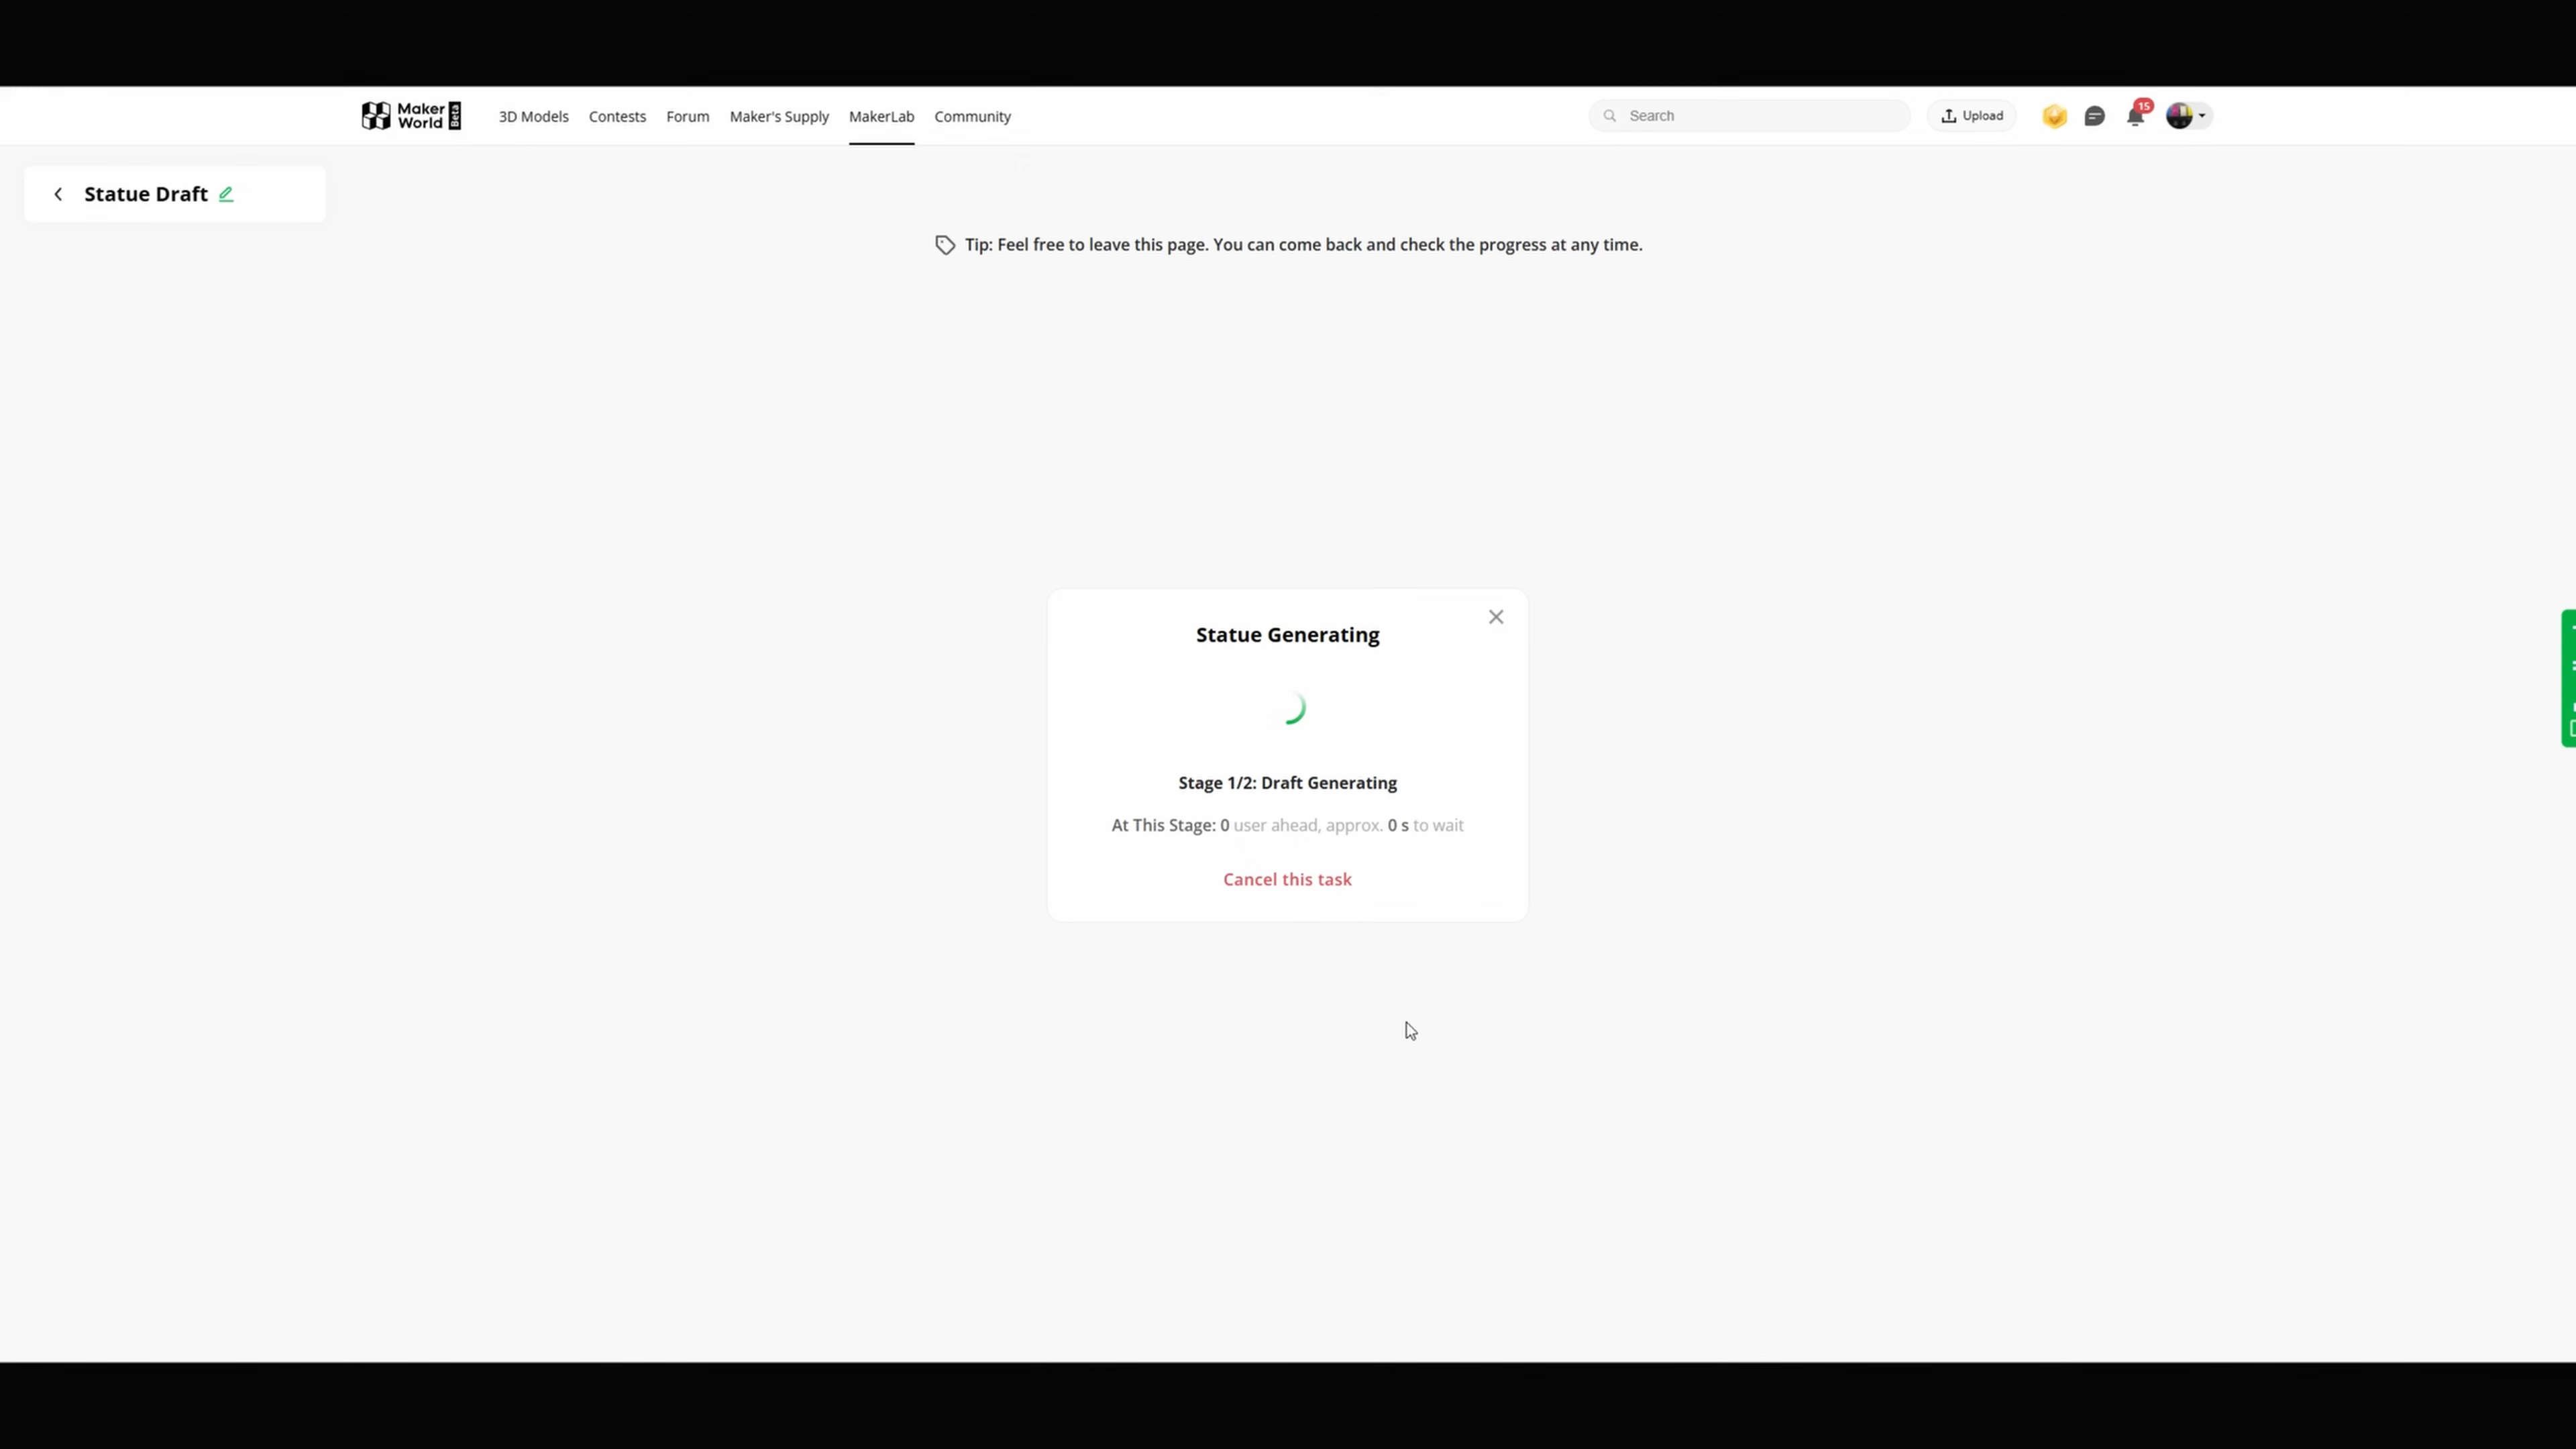 Maker World Beta
3D Models
Contests
Forum
Maker's Supply
MakerLab
Community
Search
Upload
15
Statue Draft
Tip: Feel free to leave this page. You can come back and check the progress at any time.
Statue Generating
Stage 1/2: Draft Generating
At This Stage: 0 user ahead, approx. 0 s to wait
Cancel this task